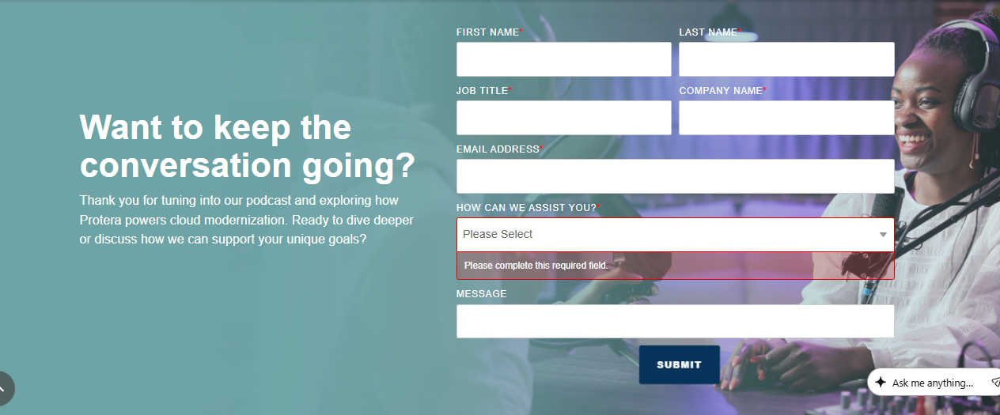 FIRST NAME*
LAST NAME*
JOB TITLE*
COMPANY NAME*
Want to keep the
conversation going?
Thank you for tuning into our podcast and exploring how
Protera powers cloud modernization. Ready to dive deeper
or discuss how we can support your unique goals?
EMAIL ADDRESS*
HOW CAN WE ASSIST YOU?*
Please Select
Please complete this required field.
MESSAGE
SUBMIT
Ask me anything...